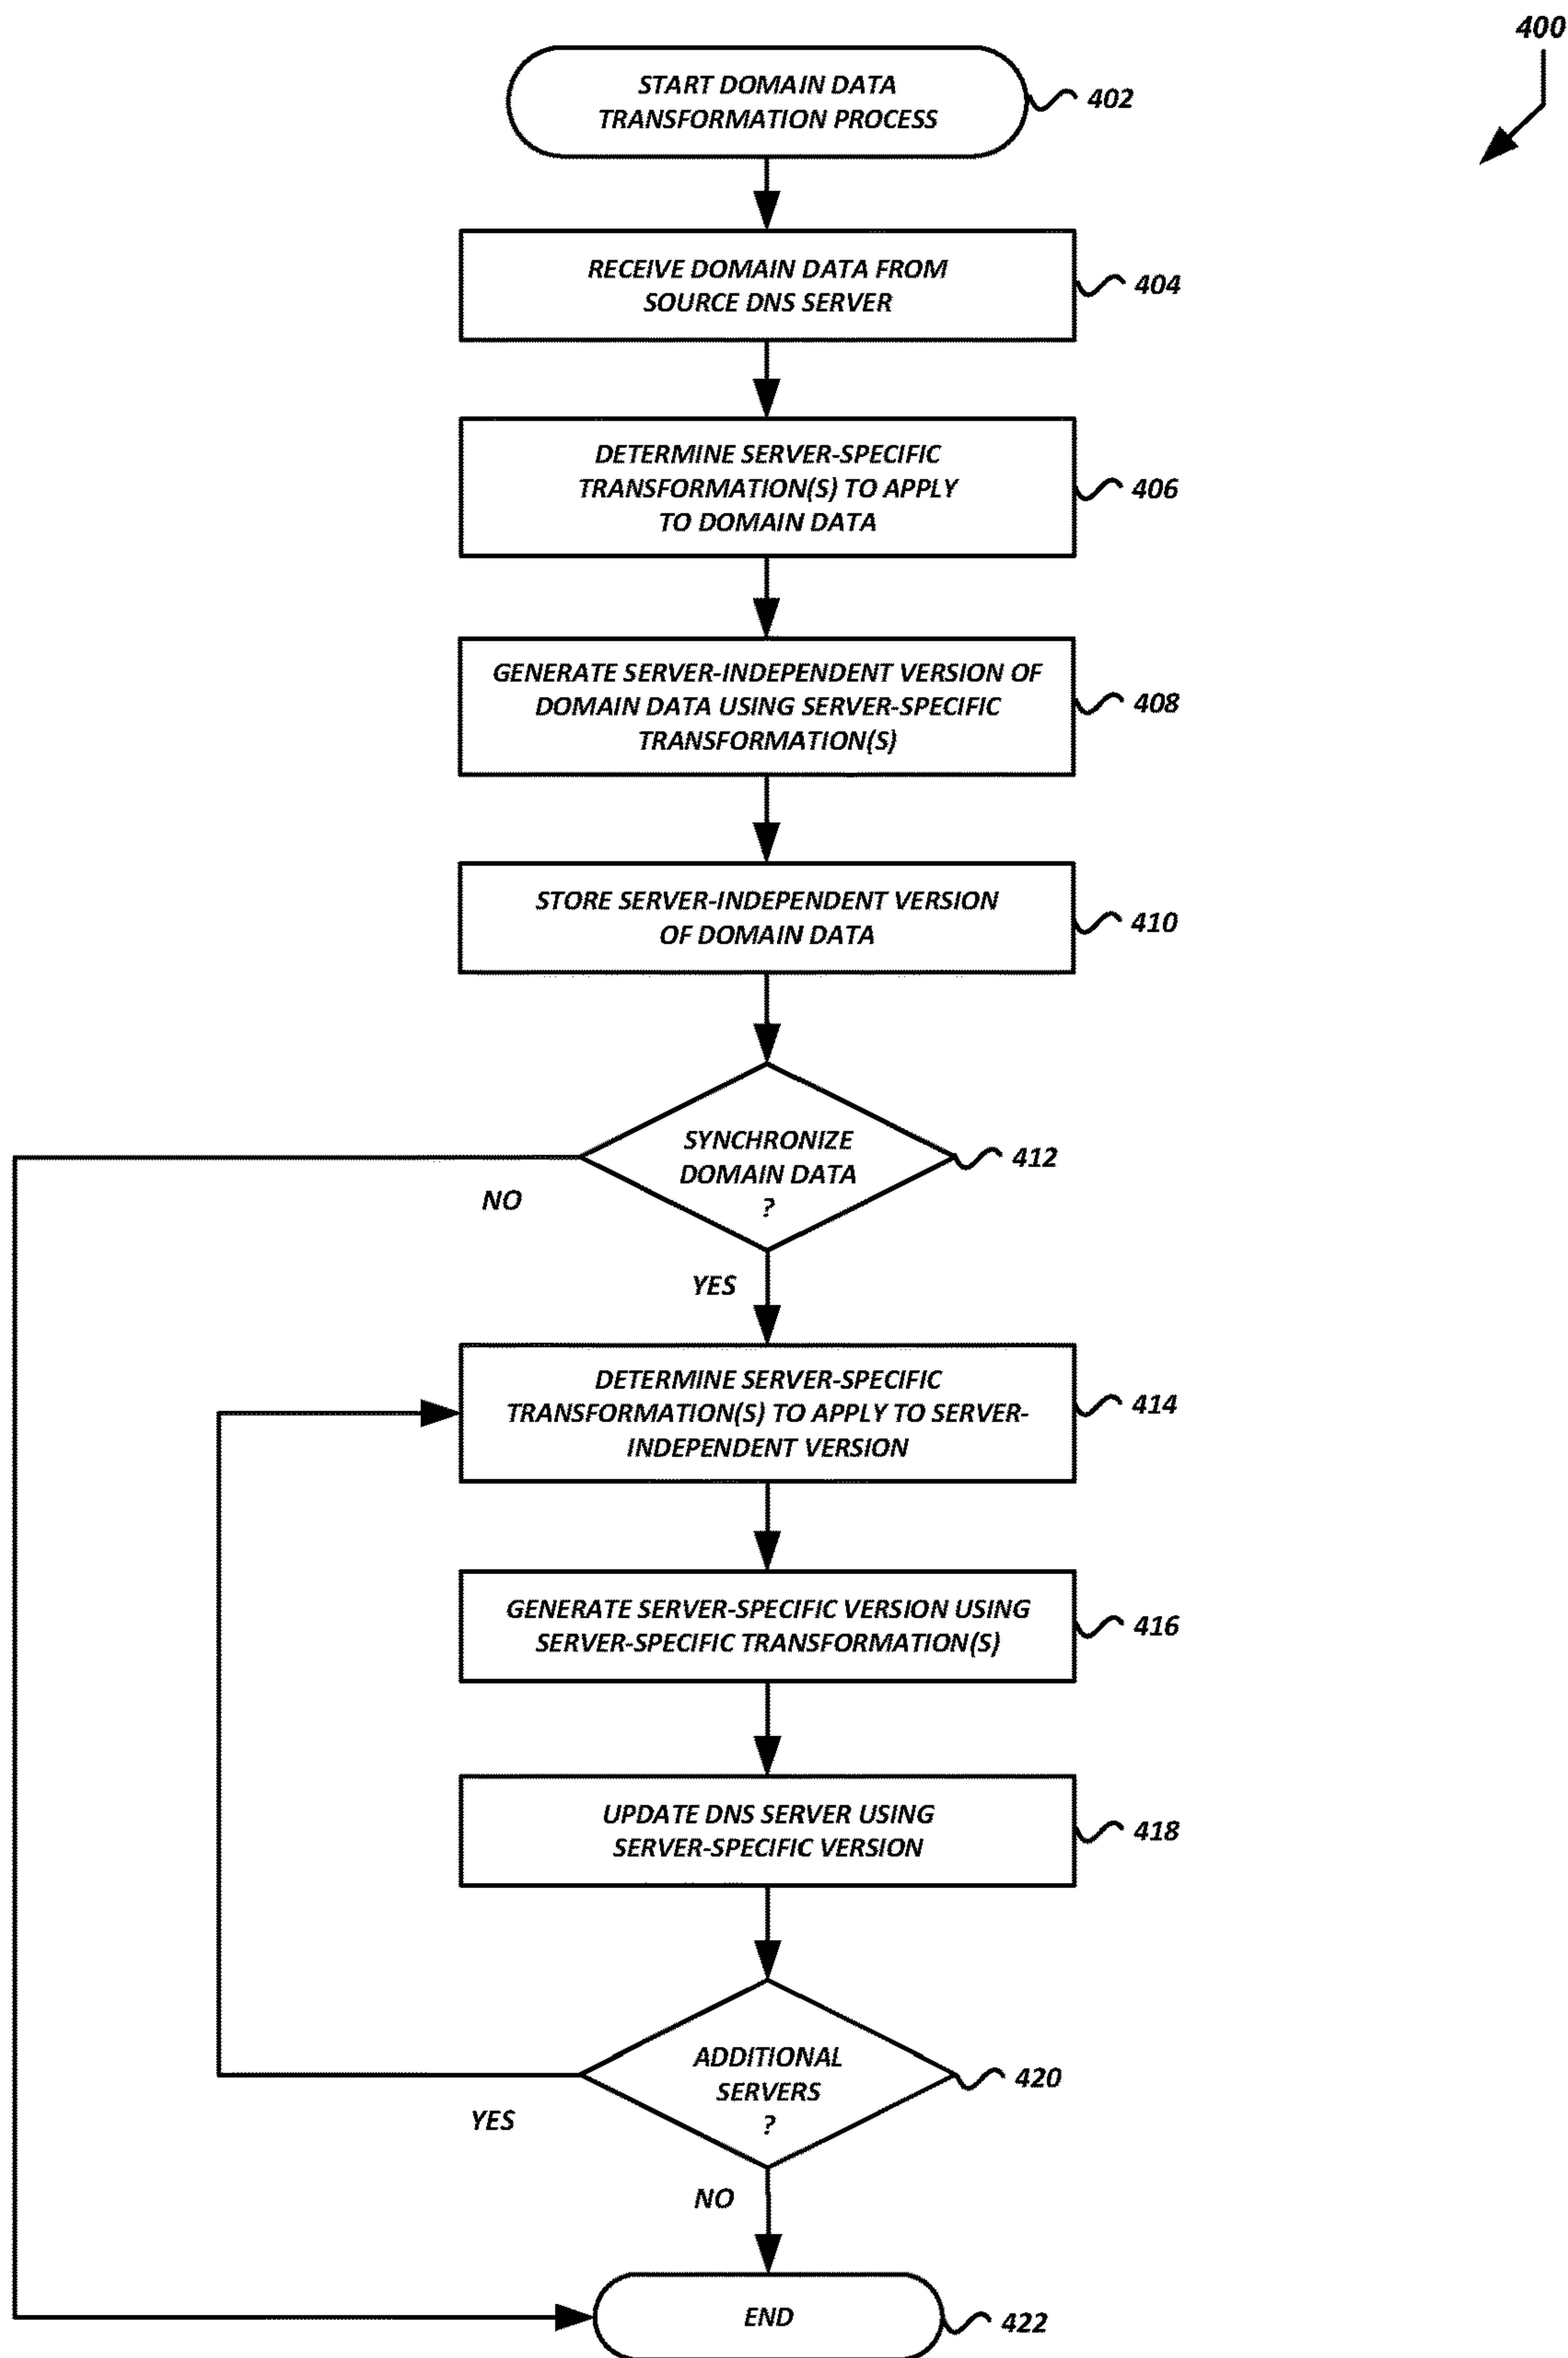 400
START DOMAIN DATA
TRANSFORMATION PROCESS
402
RECEIVE DOMAIN DATA FROM
SOURCE DNS SERVER
404
DETERMINE SERVER-SPECIFIC
TRANSFORMATION(S) TO APPLY
TO DOMAIN DATA
406
GENERATE SERVER-INDEPENDENT VERSION OF
DOMAIN DATA USING SERVER-SPECIFIC
TRANSFORMATION(S)
408
STORE SERVER-INDEPENDENT VERSION
OF DOMAIN DATA
410
SYNCHRONIZE
DOMAIN DATA
?
412
NO
YES
DETERMINE SERVER-SPECIFIC
TRANSFORMATION(S) TO APPLY TO SERVER-
INDEPENDENT VERSION
414
GENERATE SERVER-SPECIFIC VERSION USING
SERVER-SPECIFIC TRANSFORMATION(S)
416
UPDATE DNS SERVER USING
SERVER-SPECIFIC VERSION
418
ADDITIONAL
SERVERS
?
420
YES
NO
END
422